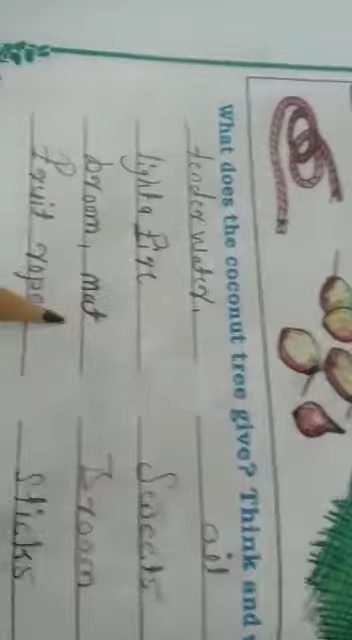 What does the coconut tree give? Think and
tender water, oil
light a fire Sweets
broom, mat Broom
Fruit rope Sticks